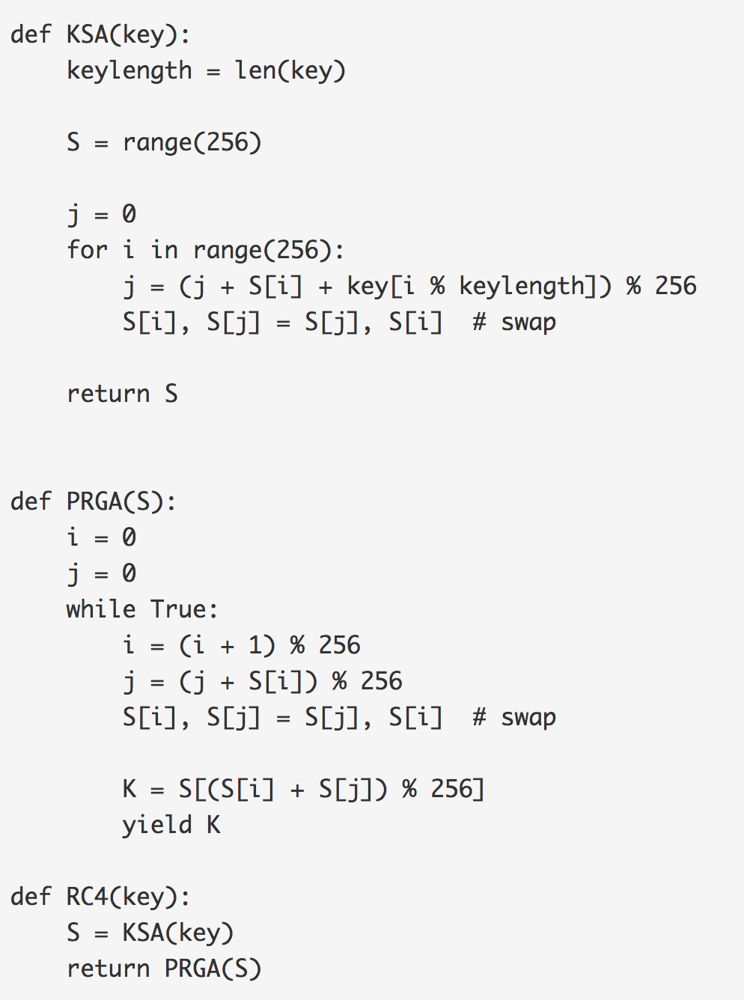 def KSA(key):
    keylength = len(key)

    S = range(256)

    j = 0
    for i in range(256):
        j = (j + S[i] + key[i % keylength]) % 256
        S[i], S[j] = S[j], S[i]  # swap

    return S


def PRGA(S):
    i = 0
    j = 0
    while True:
        i = (i + 1) % 256
        j = (j + S[i]) % 256
        S[i], S[j] = S[j], S[i]  # swap

        K = S[(S[i] + S[j]) % 256]
        yield K

def RC4(key):
    S = KSA(key)
    return PRGA(S)